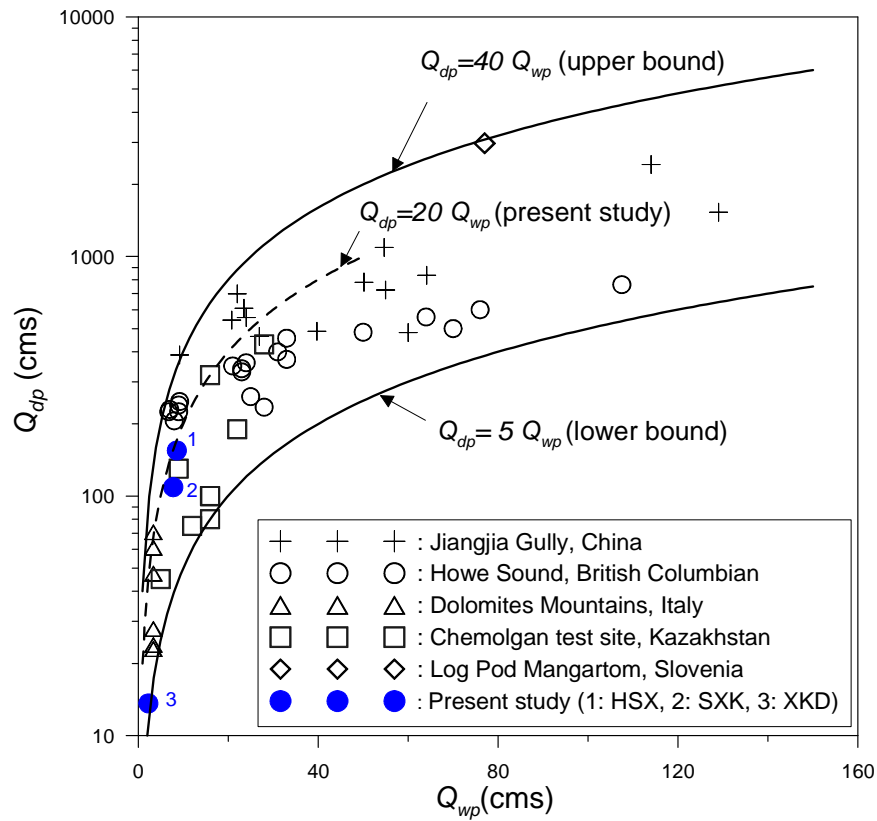 10000
1000
100
10
Q_dp (cms)
Q_dp=40 Q_wp (upper bound)
Q_dp=20 Q_wp (present study)
Q_dp= 5 Q_wp (lower bound)
1
2
3
: Jiangjia Gully, China
: Howe Sound, British Columbian
: Dolomites Mountains, Italy
: Chemolgan test site, Kazakhstan
: Log Pod Mangartom, Slovenia
: Present study (1: HSX, 2: SXK, 3: XKD)
0 40 80 120 160
Q_wp(cms)